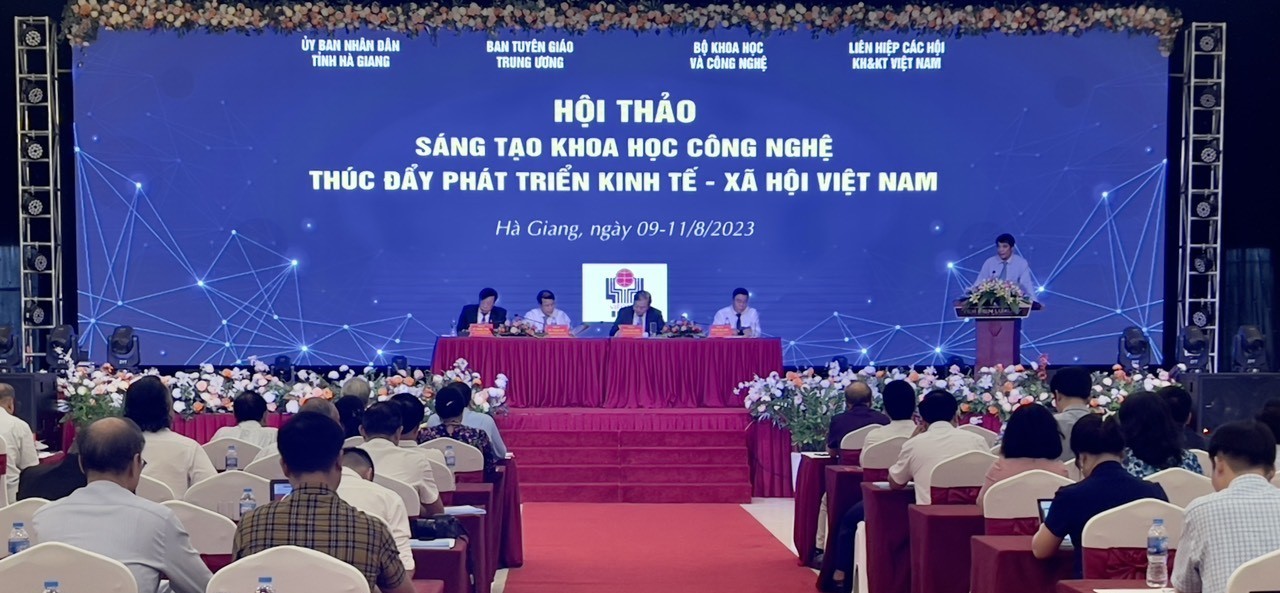 ỦY BAN NHÂN DÂN
TỈNH HÀ GIANG
BAN TUYÊN GIÁO
TRUNG ƯƠNG
BỘ KHOA HỌC
VÀ CÔNG NGHỆ
LIÊN HIỆP CÁC HỘI
KH&KT VIỆT NAM
HỘI THẢO
SÁNG TẠO KHOA HỌC CÔNG NGHỆ
THÚC ĐẨY PHÁT TRIỂN KINH TẾ - XÃ HỘI VIỆT NAM
Hà Giang, ngày 09-11/8/2023